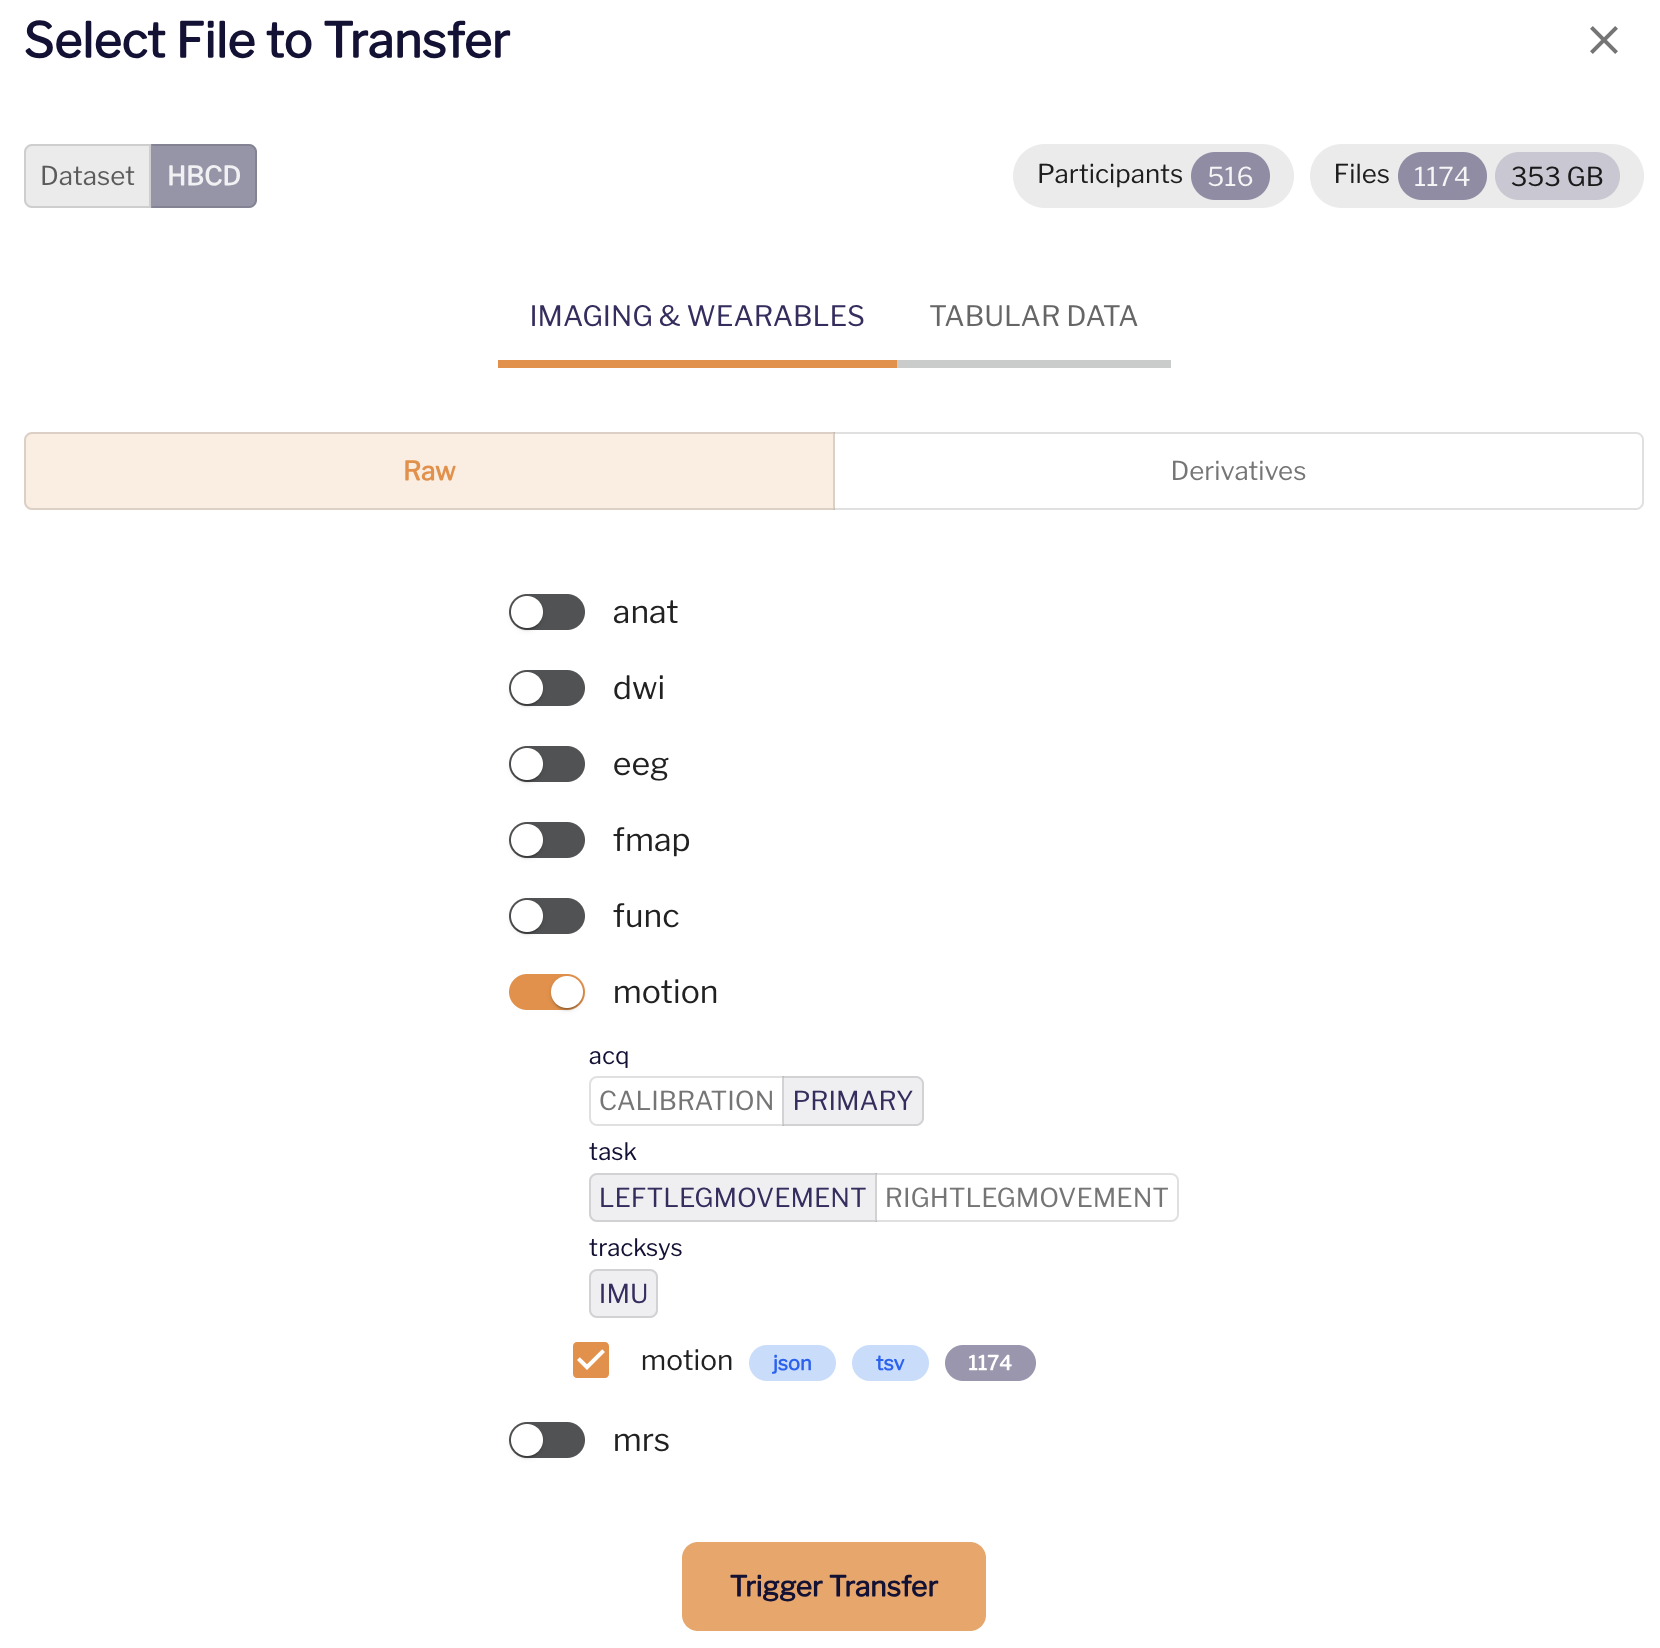 Select File to Transfer
Dataset HBCD
Participants 516 Files 1174 353 GB
IMAGING & WEARABLES TABULAR DATA
Raw Derivatives
anat
dwi
eeg
fmap
func
motion
acq
CALIBRATION PRIMARY
task
LEFTLEGMOVEMENT RIGHTLEGMOVEMENT
tracksys
IMU
motion json tsv 1174
mrs
Trigger Transfer